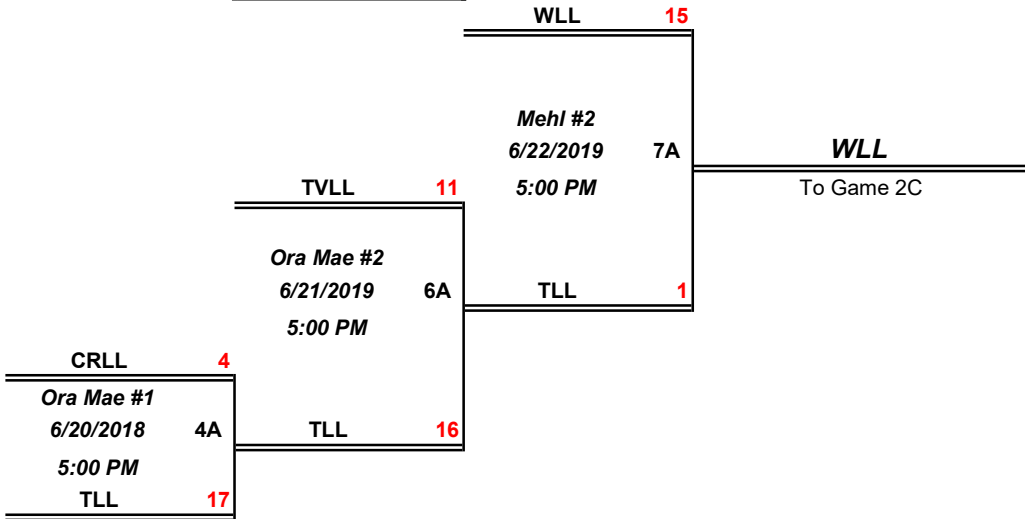 WLL 15
Mehl #2
6/22/2019 7A WLL
TVLL 11 5:00 PM To Game 2C
Ora Mae #2
6/21/2019 6A TLL 1
5:00 PM
CRLL 4
Ora Mae #1
6/20/2018 4A TLL 16
5:00 PM
TLL 17